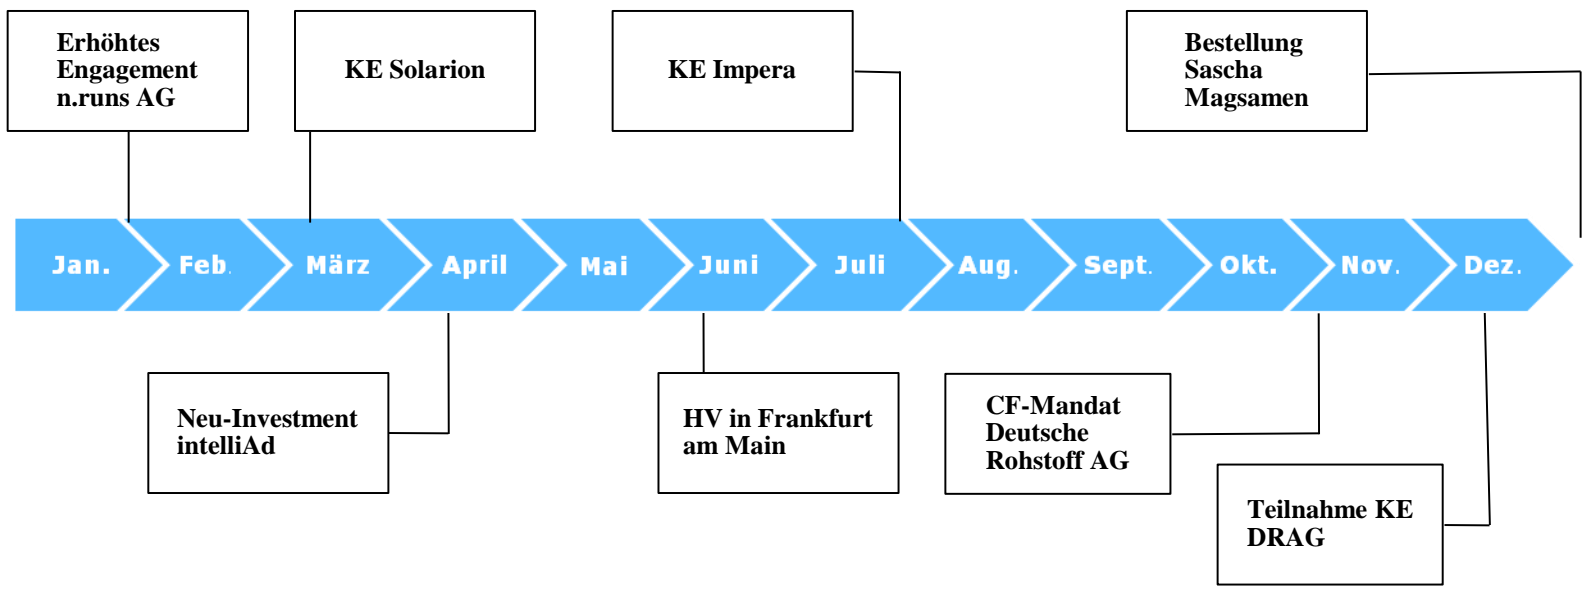 Erhöhtes
Engagement
n.runs AG
KE Solarion
KE Impera
Bestellung
Sascha
Magsamen
Jan.
Feb.
März
April
Mai
Juni
Juli
Aug.
Sept.
Okt.
Nov.
Dez.
Neu-Investment
intelliAd
HV in Frankfurt
am Main
CF-Mandat
Deutsche
Rohstoff AG
Teilnahme KE
DRAG